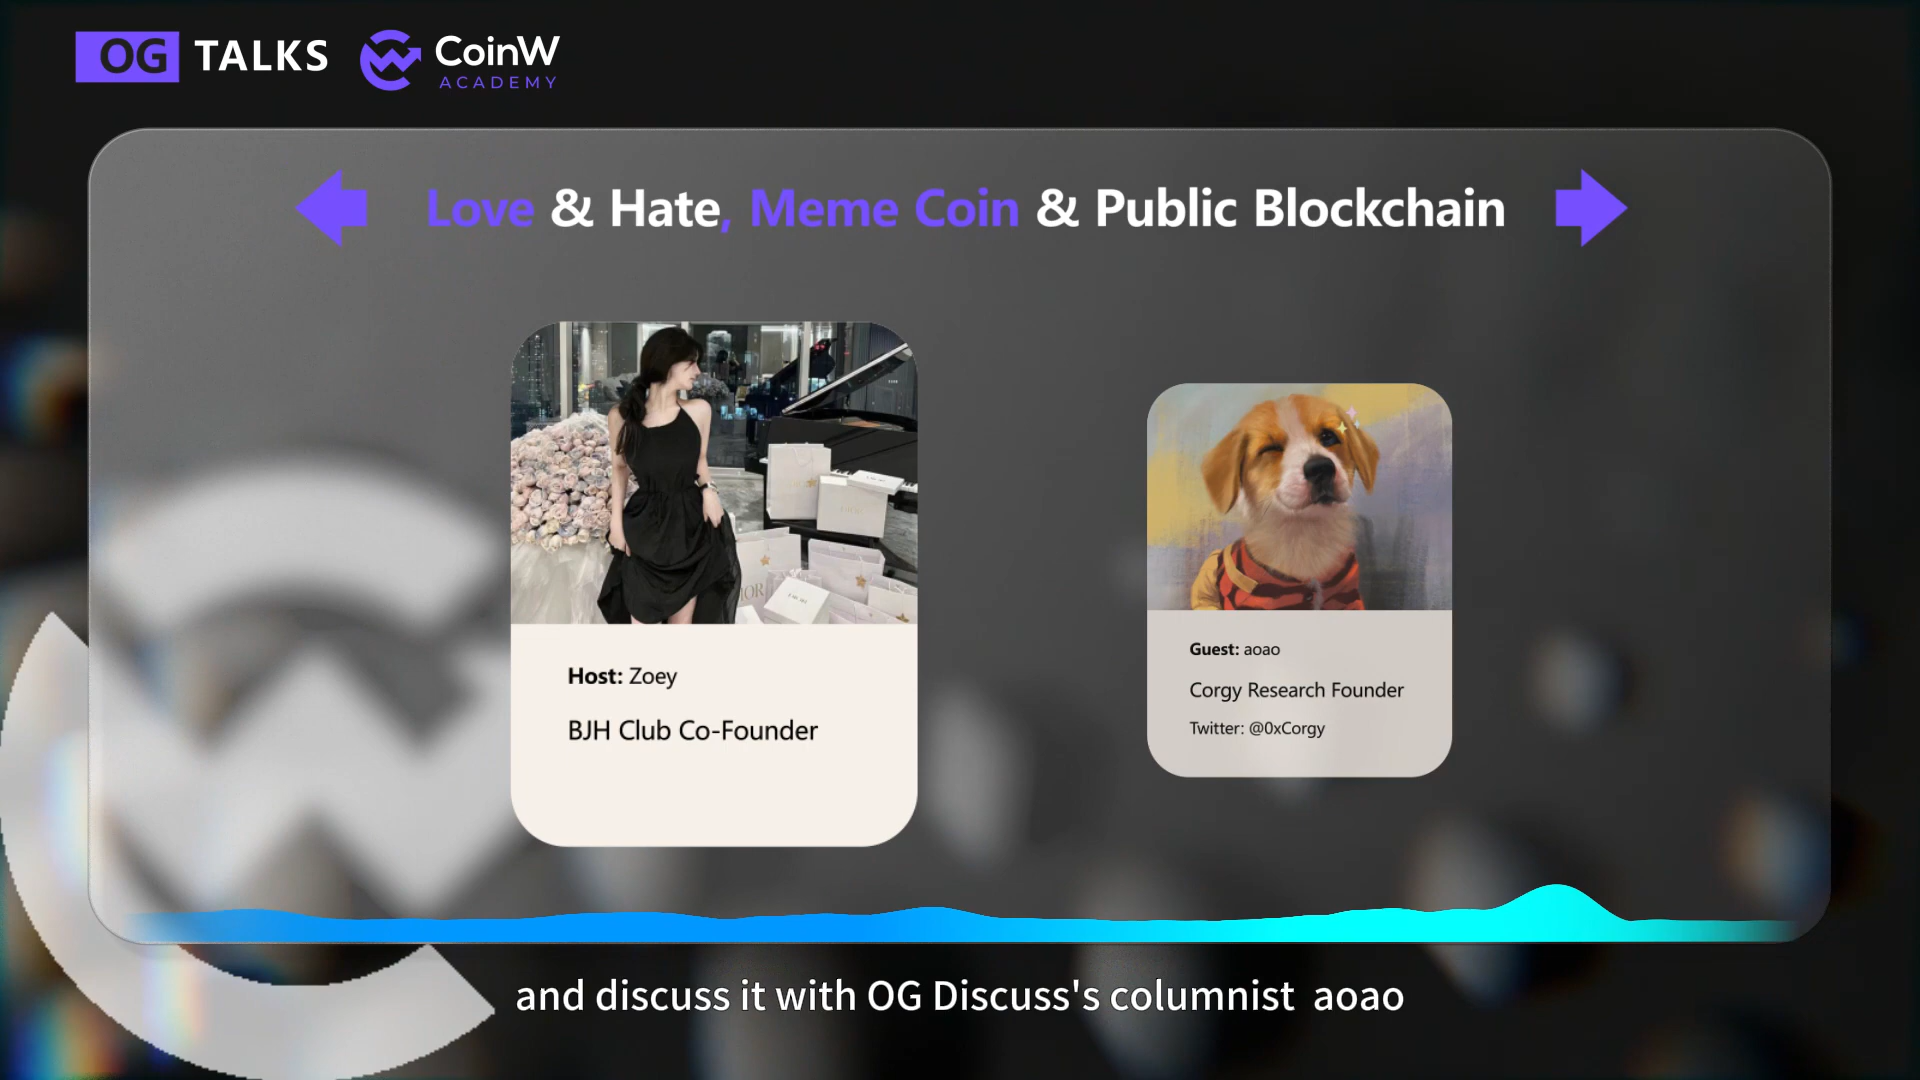 OG TALKS
CoinW
ACADEMY
Love & Hate, Meme Coin & Public Blockchain
Host: Zoey
BJH Club Co-Founder
Guest: aoao
Corgy Research Founder
Twitter: @0xCorgy
and discuss it with OG Discuss's columnist aoao